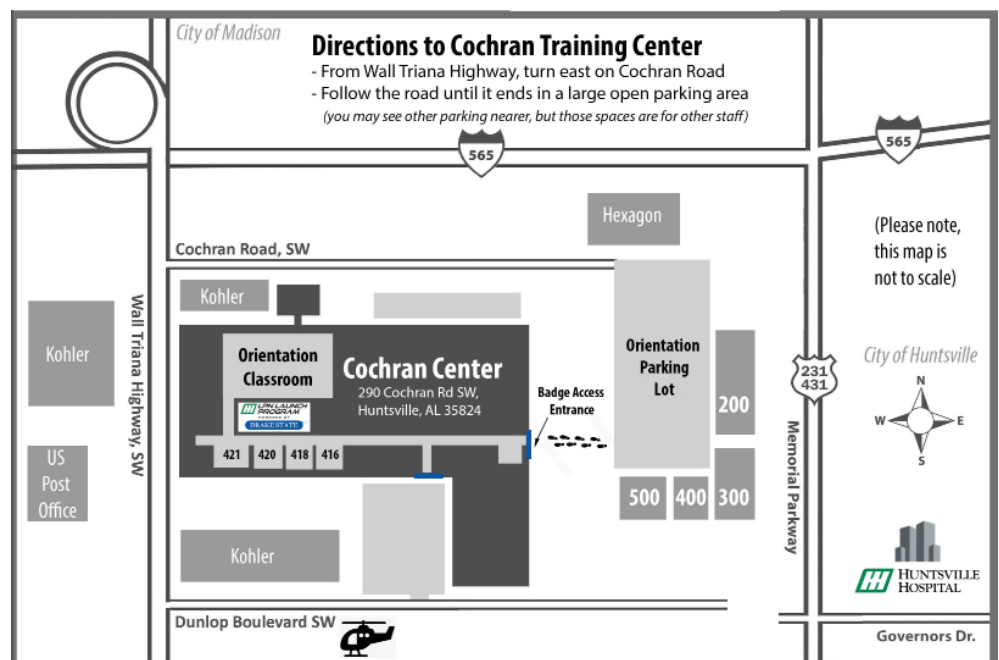 City of Madison
Directions to Cochran Training Center
- From Wall Triana Highway, turn east on Cochran Road
- Follow the road until it ends in a large open parking area
(you may see other parking nearer, but those spaces are for other staff)
565
565
Hexagon
(Please note,
this map is
not to scale)
Cochran Road, SW
Kohler
Kohler
Wall Triana Highway, SW
Orientation
Classroom
Cochran Center
290 Cochran Rd SW,
Huntsville, AL 35824
LPN LAUNCH
PROGRAM
POWERED BY
DRAKE STATE
Badge Access
Entrance
Orientation
Parking
Lot
200
231
431
City of Huntsville
N
W
E
S
Memorial Parkway
421
420
418
416
US
Post
Office
500
400
300
Kohler
HUNTSVILLE
HOSPITAL
Dunlop Boulevard SW
Governors Dr.